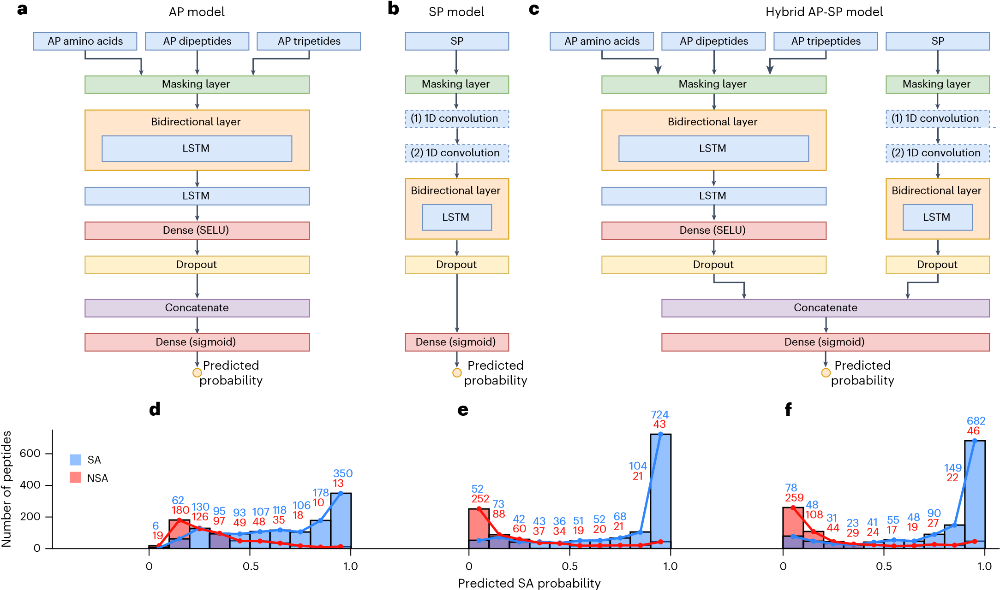 a
AP model
b
SP model
c
Hybrid AP-SP model
AP amino acids
AP dipeptides
AP tripetides
SP
AP amino acids
AP dipeptides
AP tripeptides
SP
Masking layer
Masking layer
Masking layer
Masking layer
Bidirectional layer
LSTM
(1) 1D convolution
(2) 1D convolution
Bidirectional layer
LSTM
(1) 1D convolution
(2) 1D convolution
LSTM
Bidirectional layer
LSTM
LSTM
Bidirectional layer
LSTM
Dense (SELU)
Dense (SELU)
Dropout
Dropout
Dropout
Dropout
Concatenate
Concatenate
Dense (sigmoid)
Dense (sigmoid)
Dense (sigmoid)
Predicted
probability
Predicted
probability
Predicted
probability
d
Number of peptides
600
400
200
0
SA
NSA
6
19
62
180
130
126
95
97
93
49
107
48
118
35
106
18
178
10
350
13
0
0.5
1.0
e
52
252
73
88
42
60
43
37
36
34
51
19
52
20
68
21
104
21
724
43
0
0.5
1.0
f
78
259
48
108
31
44
23
29
41
24
55
17
48
19
90
27
149
22
682
46
0
0.5
1.0
Predicted SA probability